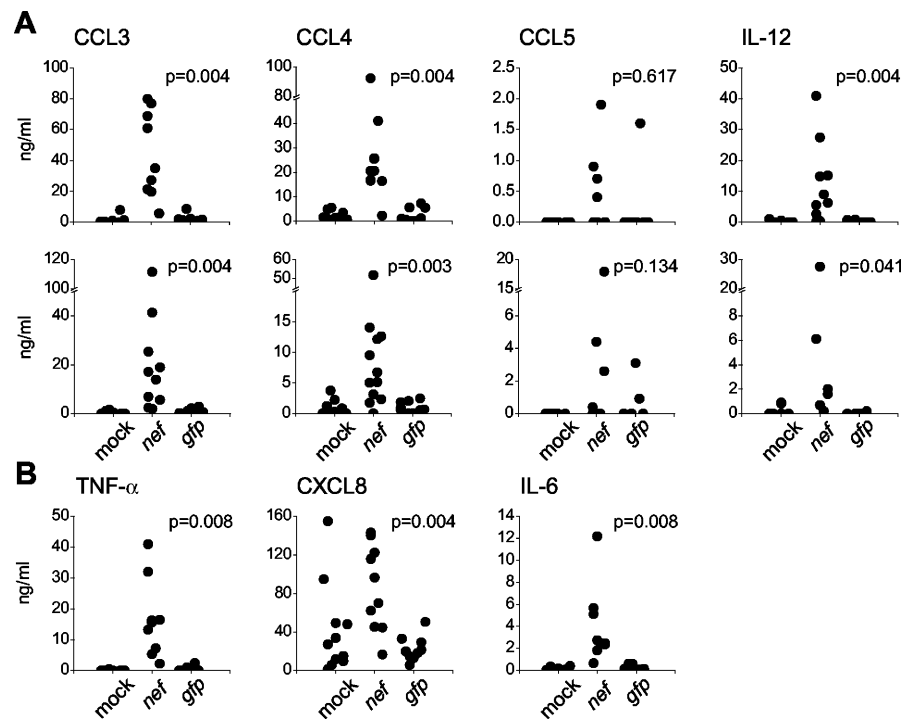 A
CCL3 CCL4 CCL5 IL-12
p=0.004 p=0.004 p=0.617 p=0.004
ng/ml
100 80 60 40 20 0
100 80 40 30 20 10 0
2.5 2.0 1.5 1.0 0.5 0.0
50 40 30 20 10 0
p=0.004 p=0.003 p=0.134 p=0.041
ng/ml
120 100 40 20 0
60 50 15 10 5 0
20 15 6 4 2 0
30 20 6 4 2 0
mock nef gfp mock nef gfp mock nef gfp mock nef gfp
B
TNF-α CXCL8 IL-6
p=0.008 p=0.004 p=0.008
ng/ml
50 40 30 20 10 0
160 120 80 40 0
14 12 10 8 6 4 2 0
mock nef gfp mock nef gfp mock nef gfp